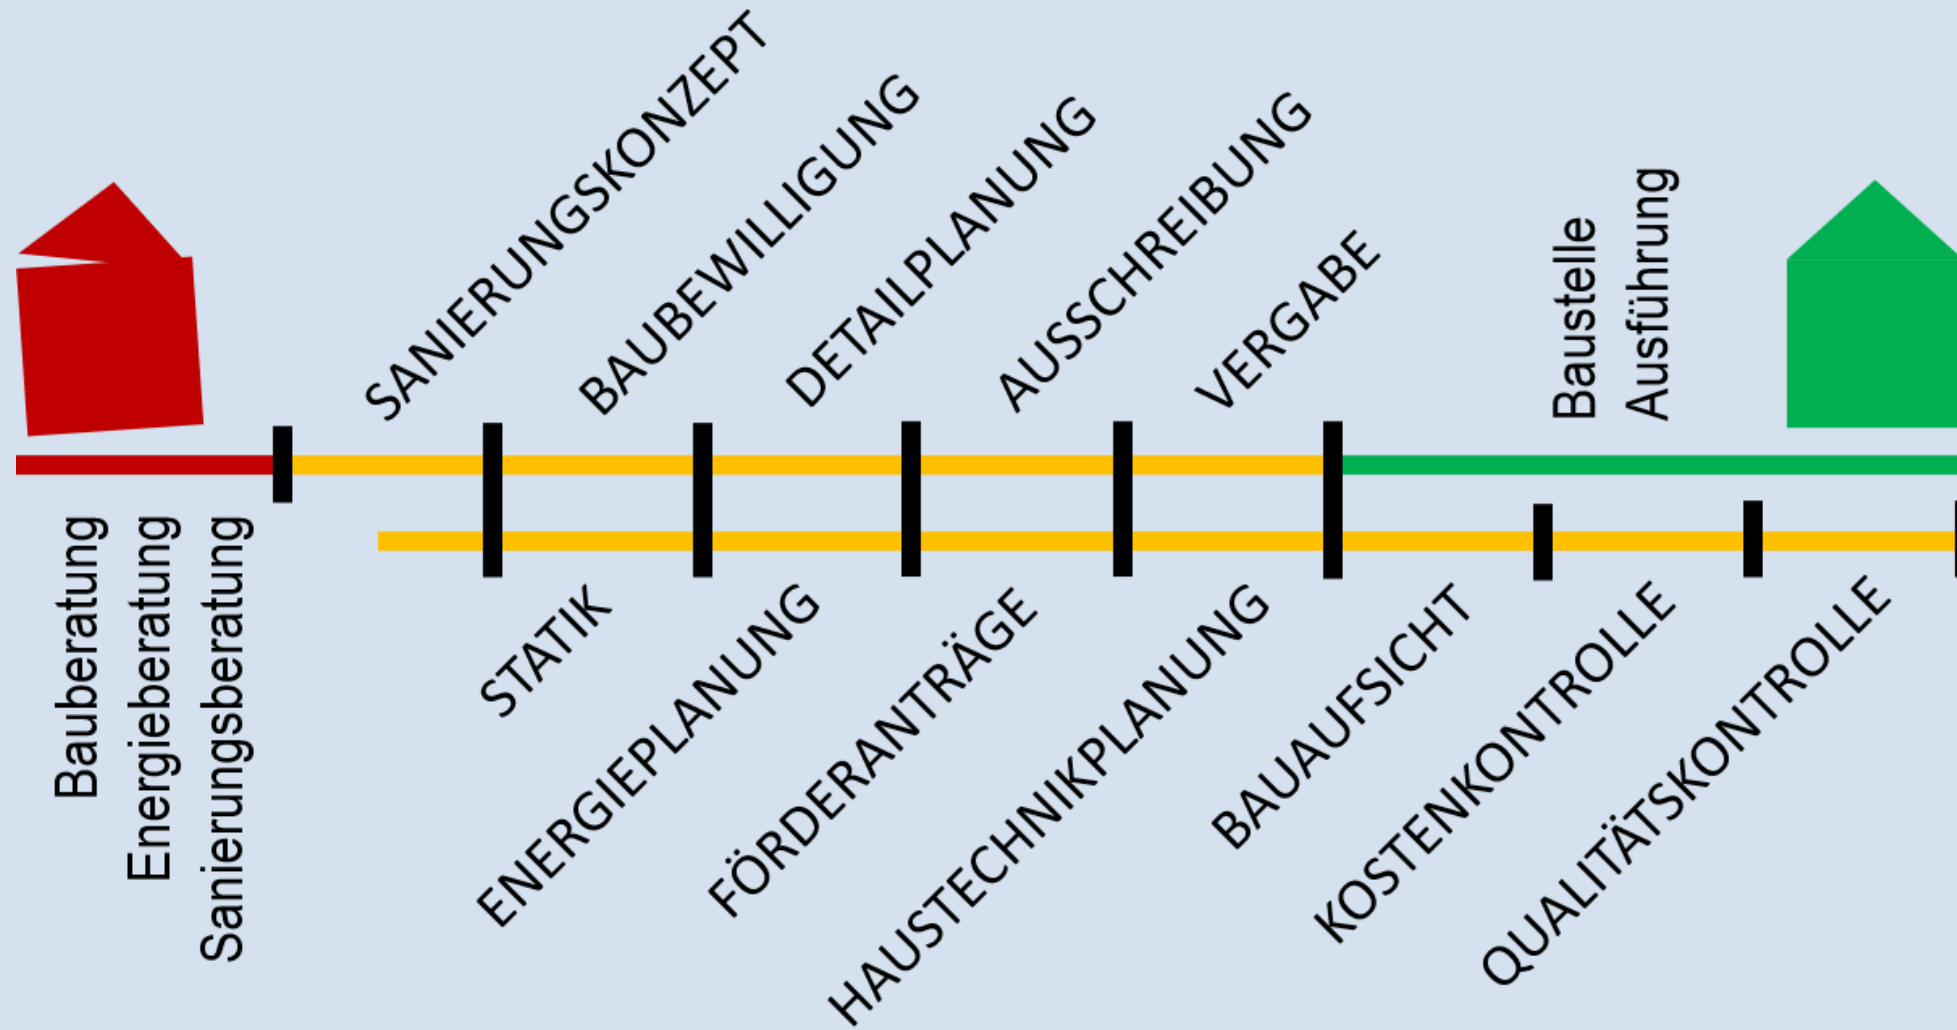 SANIERUNGSKONZEPT
BAUBEWILLIGUNG
DETAILPLANUNG
AUSSCHREIBUNG
VERGABE
Baustelle
Ausführung
Bauberatung
Energieberatung
Sanierungsberatung
STATIK
ENERGIEPLANUNG
FÖRDERANTRÄGE
HAUSTECHNIKPLANUNG
BAUAUFSICHT
KOSTENKONTROLLE
QUALITÄTSKONTROLLE